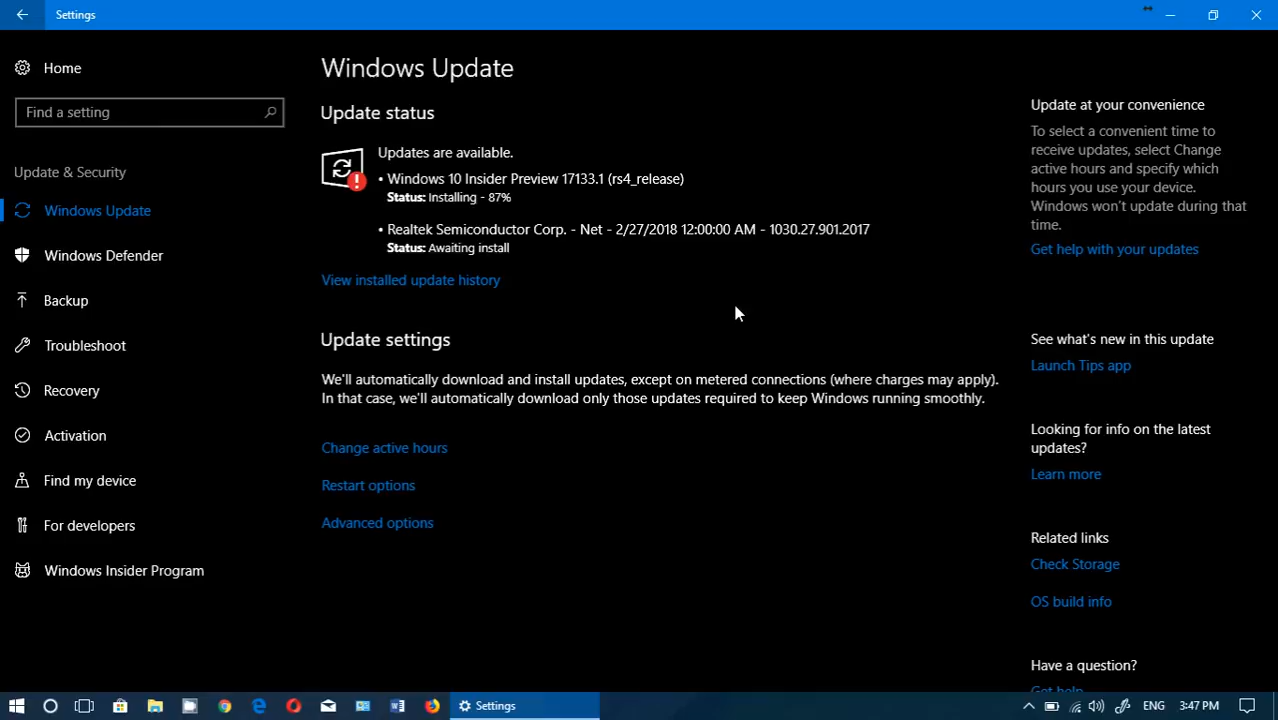 Settings
Home
Find a setting
Update & Security
Windows Update
Windows Defender
Backup
Troubleshoot
Recovery
Activation
Find my device
For developers
Windows Insider Program
Windows Update
Update status
Updates are available.
• Windows 10 Insider Preview 17133.1 (rs4_release)
Status: Installing - 87%
• Realtek Semiconductor Corp. - Net - 2/27/2018 12:00:00 AM - 1030.27.901.2017
Status: Awaiting install
View installed update history
Update settings
We'll automatically download and install updates, except on metered connections (where charges may apply).
In that case, we'll automatically download only those updates required to keep Windows running smoothly.
Change active hours
Restart options
Advanced options
Update at your convenience
To select a convenient time to
receive updates, select Change
active hours and specify which
hours you use your device.
Windows won't update during that
time.
Get help with your updates
See what's new in this update
Launch Tips app
Looking for info on the latest
updates?
Learn more
Related links
Check Storage
OS build info
Have a question?
Get help
Settings
ENG
3:47 PM